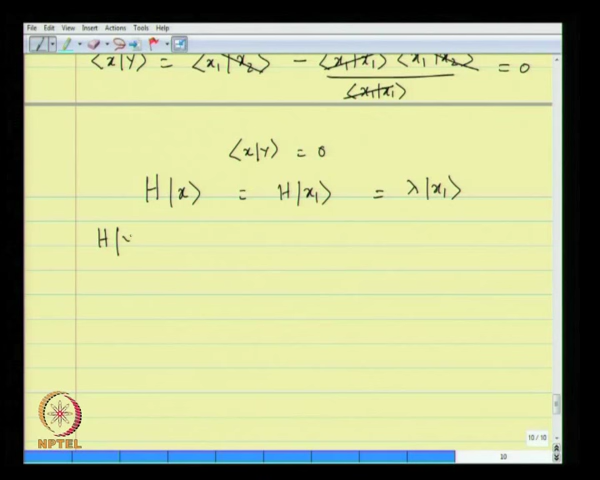 File Edit View Insert Actions Tools Help
⟨x|Y⟩ = ⟨x₁|x₂⟩ − ⟨x₁|x₁⟩ ⟨x₁|x₂⟩ / ⟨x₁|x₁⟩ = 0
⟨x|Y⟩ = 0
H|x⟩ = H|x₁⟩ = λ|x₁⟩
H|
NPTEL
10 / 10
10